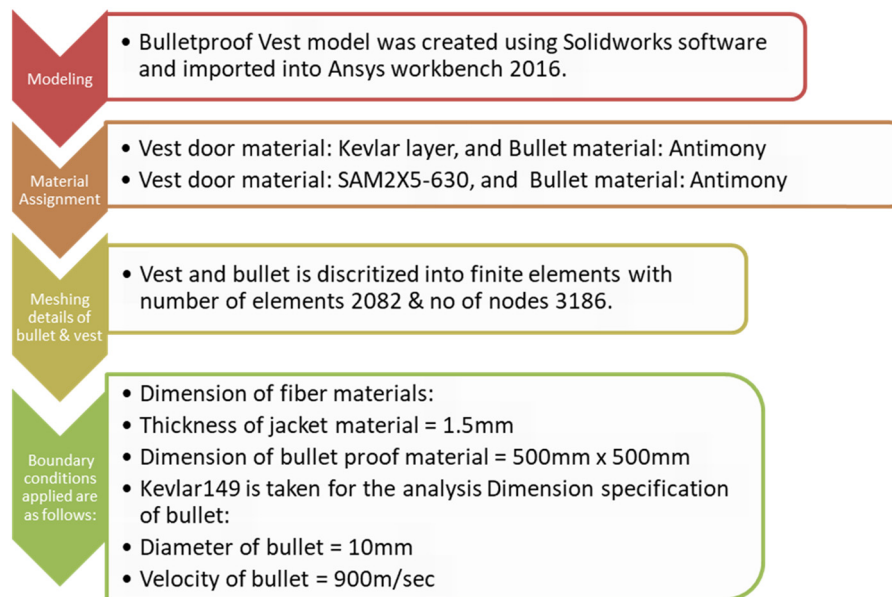 Modeling
• Bulletproof Vest model was created using Solidworks software
and imported into Ansys workbench 2016.
Material
Assignment
• Vest door material: Kevlar layer, and Bullet material: Antimony
• Vest door material: SAM2X5-630, and Bullet material: Antimony
Meshing
details of
bullet & vest
• Vest and bullet is discritized into finite elements with
number of elements 2082 & no of nodes 3186.
Boundary
conditions
applied are
as follows:
• Dimension of fiber materials:
• Thickness of jacket material = 1.5mm
• Dimension of bullet proof material = 500mm x 500mm
• Kevlar149 is taken for the analysis Dimension specification
of bullet:
• Diameter of bullet = 10mm
• Velocity of bullet = 900m/sec